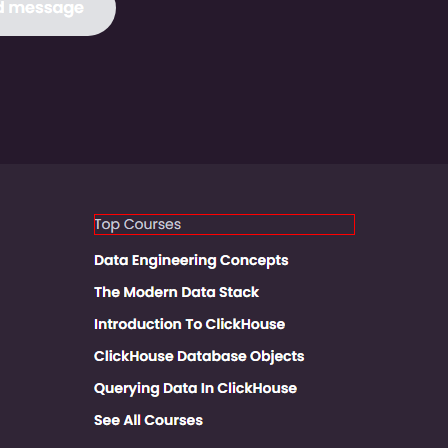 message
Top Courses
Data Engineering Concepts
The Modern Data Stack
Introduction To ClickHouse
ClickHouse Database Objects
Querying Data In ClickHouse
See All Courses